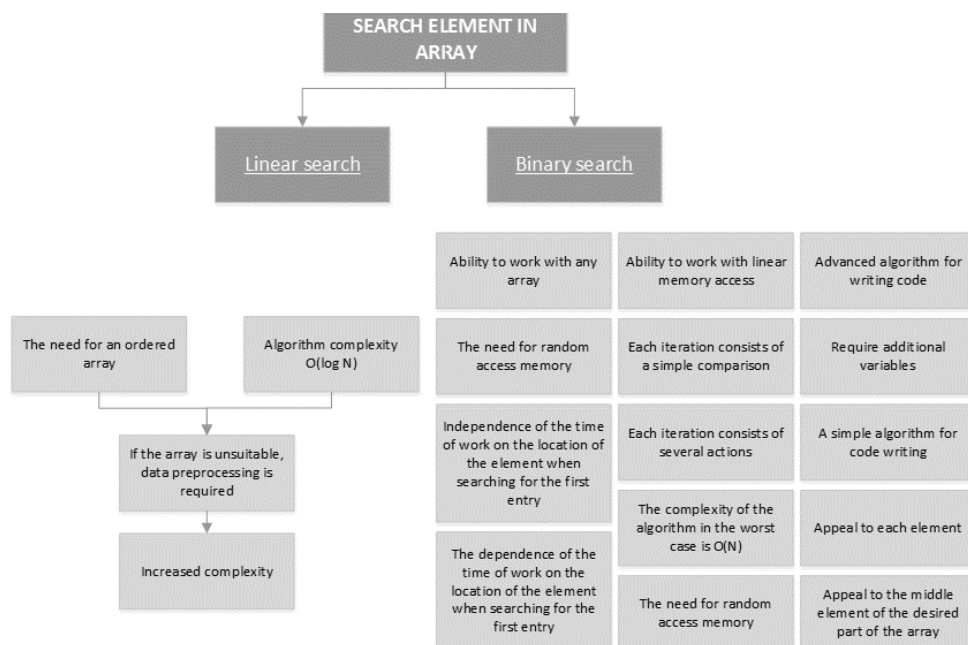 SEARCH ELEMENT IN
ARRAY
Linear search
Binary search
The need for an ordered
array
Algorithm complexity
O(log N)
If the array is unsuitable,
data preprocessing is
required
Increased complexity
Ability to work with any
array
The need for random
access memory
Independence of the time
of work on the location of
the element when
searching for the first
entry
The dependence of the
time of work on the
location of the element
when searching for the
first entry
Ability to work with linear
memory access
Each iteration consists of
a simple comparison
Each iteration consists of
several actions
The complexity of the
algorithm in the worst
case is O(N)
The need for random
access memory
Advanced algorithm for
writing code
Require additional
variables
A simple algorithm for
code writing
Appeal to each element
Appeal to the middle
element of the desired
part of the array